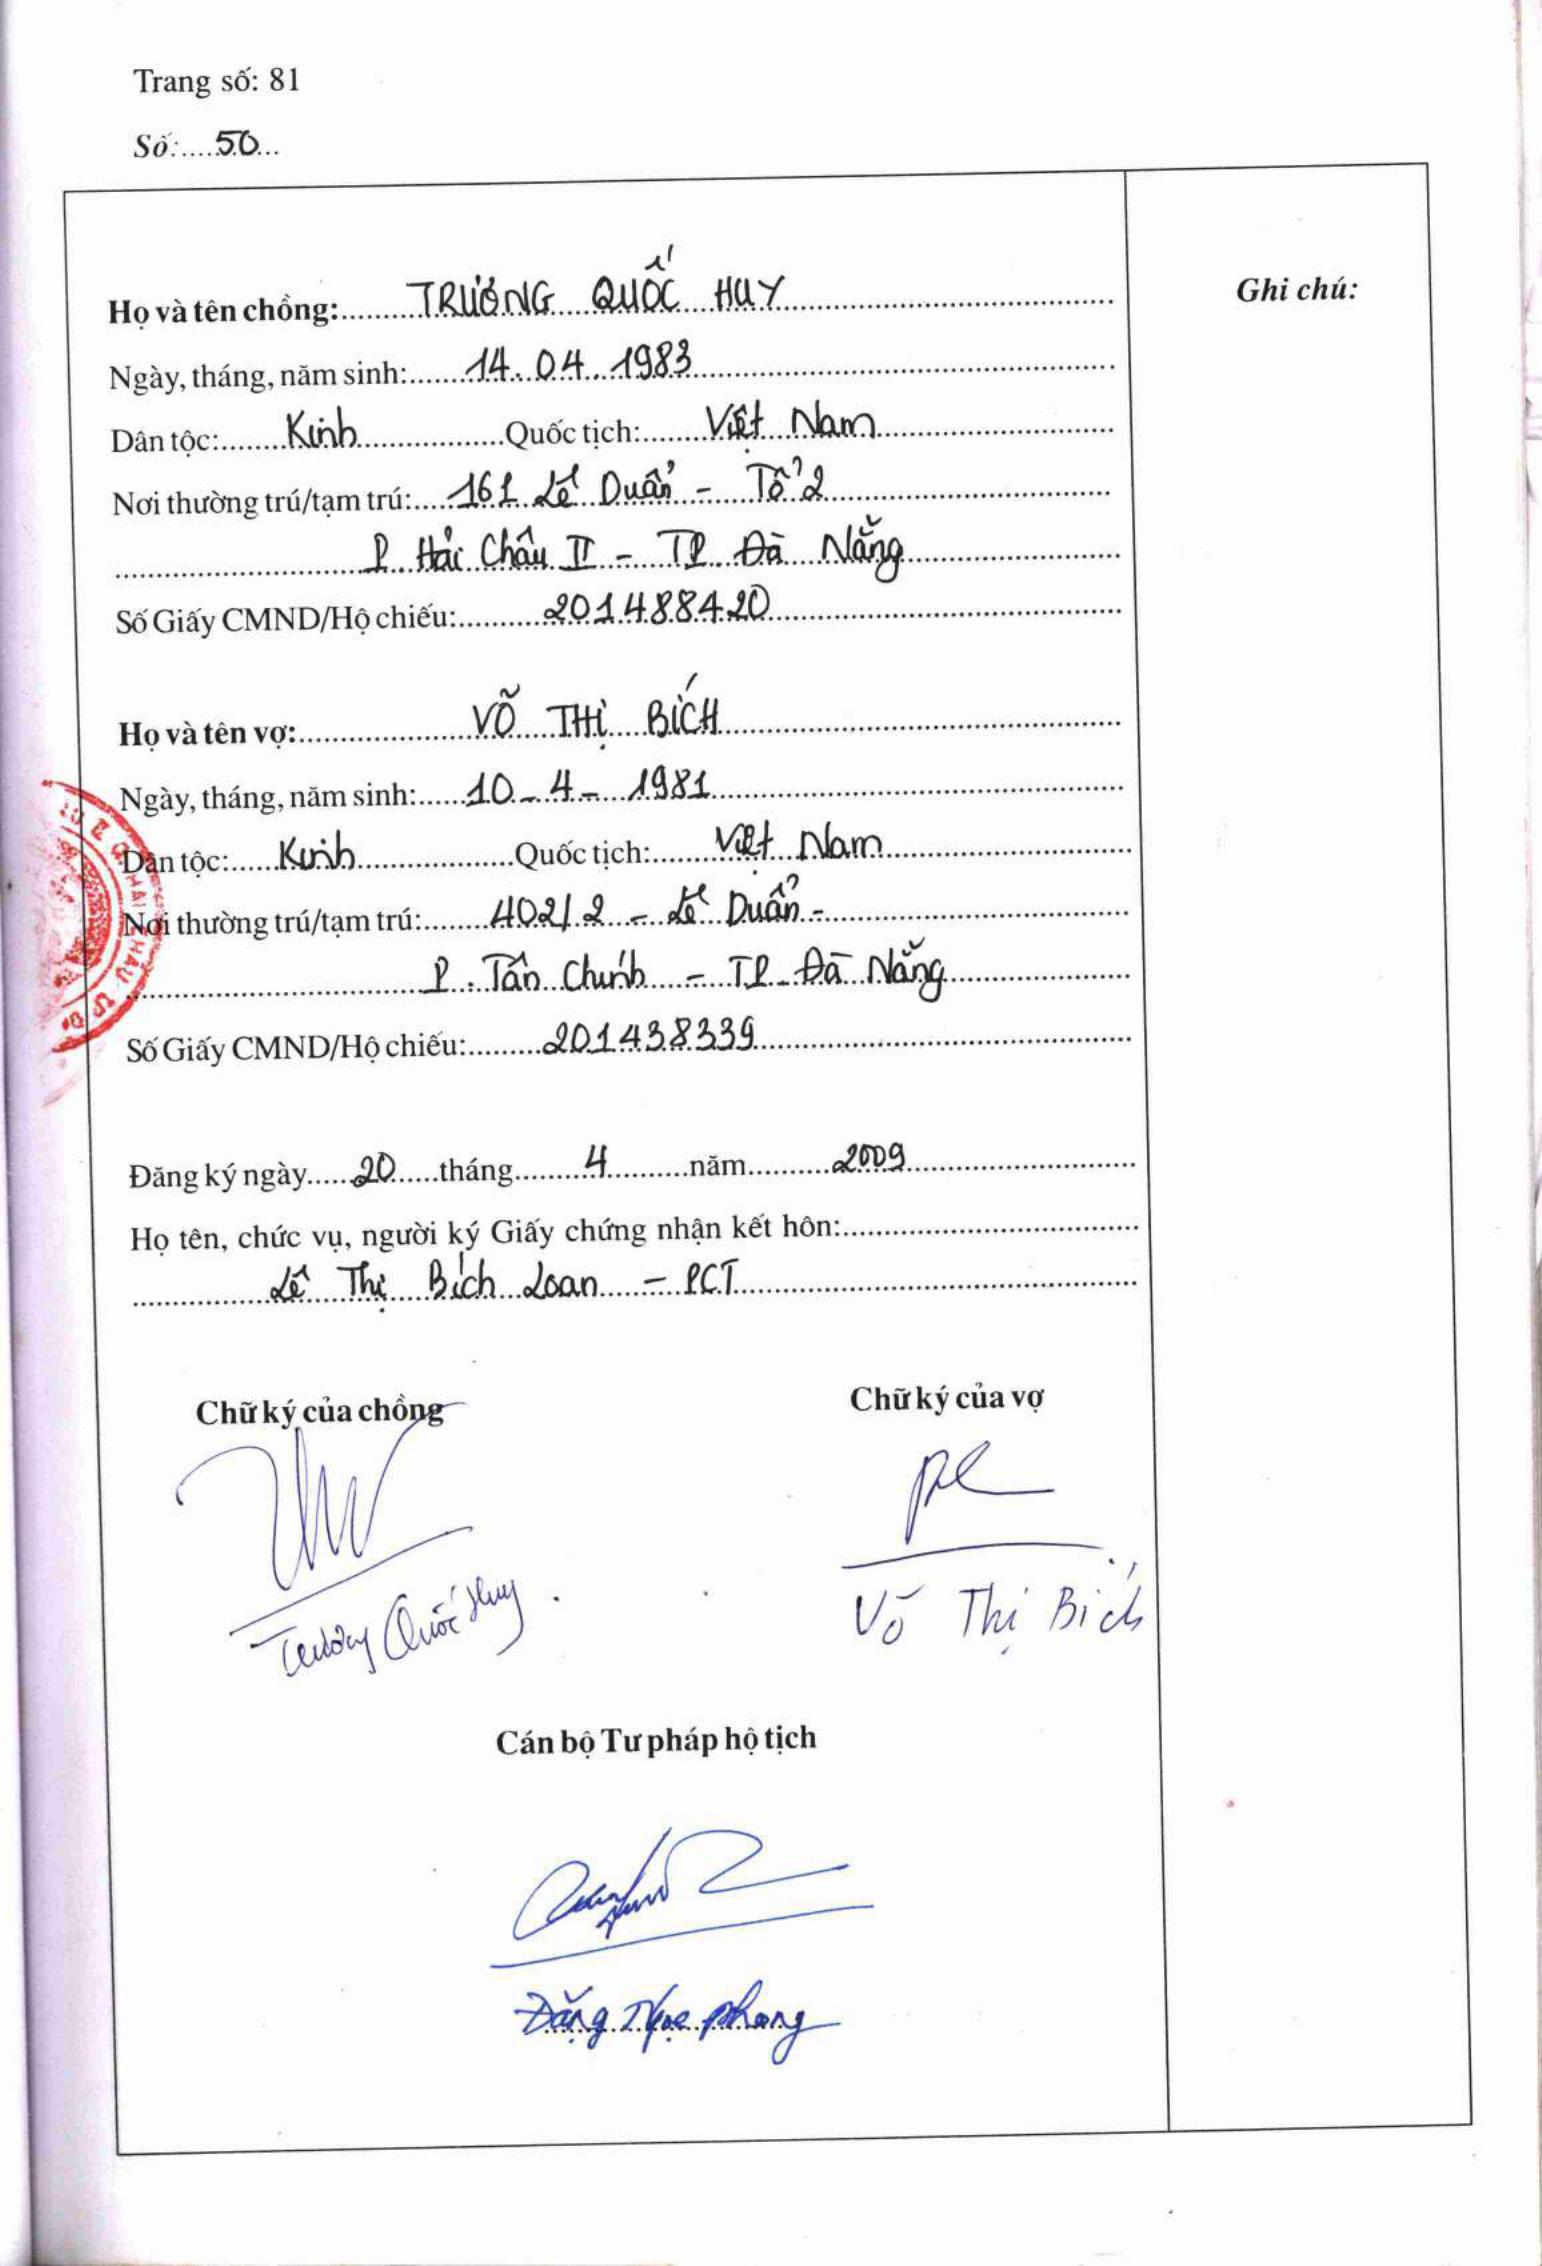 Trang số: 81
Số:....50...
Họ và tên chồng: TRƯƠNG QUỐC HUY
Ghi chú:
Ngày, tháng, năm sinh: 14.04.1983
Dân tộc: Kinh Quốc tịch: Việt Nam
Nơi thường trú/tạm trú: 161 Lê Duẩn - Tổ 2
P. Hải Châu II - TP. Đà Nẵng
Số Giấy CMND/Hộ chiếu: 201488420
Họ và tên vợ: VÕ THỊ BÍCH
Ngày, tháng, năm sinh: 10-4-1981
Dân tộc: Kinh Quốc tịch: Việt Nam
Nơi thường trú/tạm trú: 402/2 - Lê Duẩn -
P. Tân Chính - TP. Đà Nẵng
Số Giấy CMND/Hộ chiếu: 201438339
Đăng ký ngày 20 tháng 4 năm 2009
Họ tên, chức vụ, người ký Giấy chứng nhận kết hôn:
Lê Thị Bích Loan - PCT
Chữ ký của chồng Chữ ký của vợ
Trương Quốc Huy Võ Thị Bích
Cán bộ Tư pháp hộ tịch
Đặng Ngọc Phong